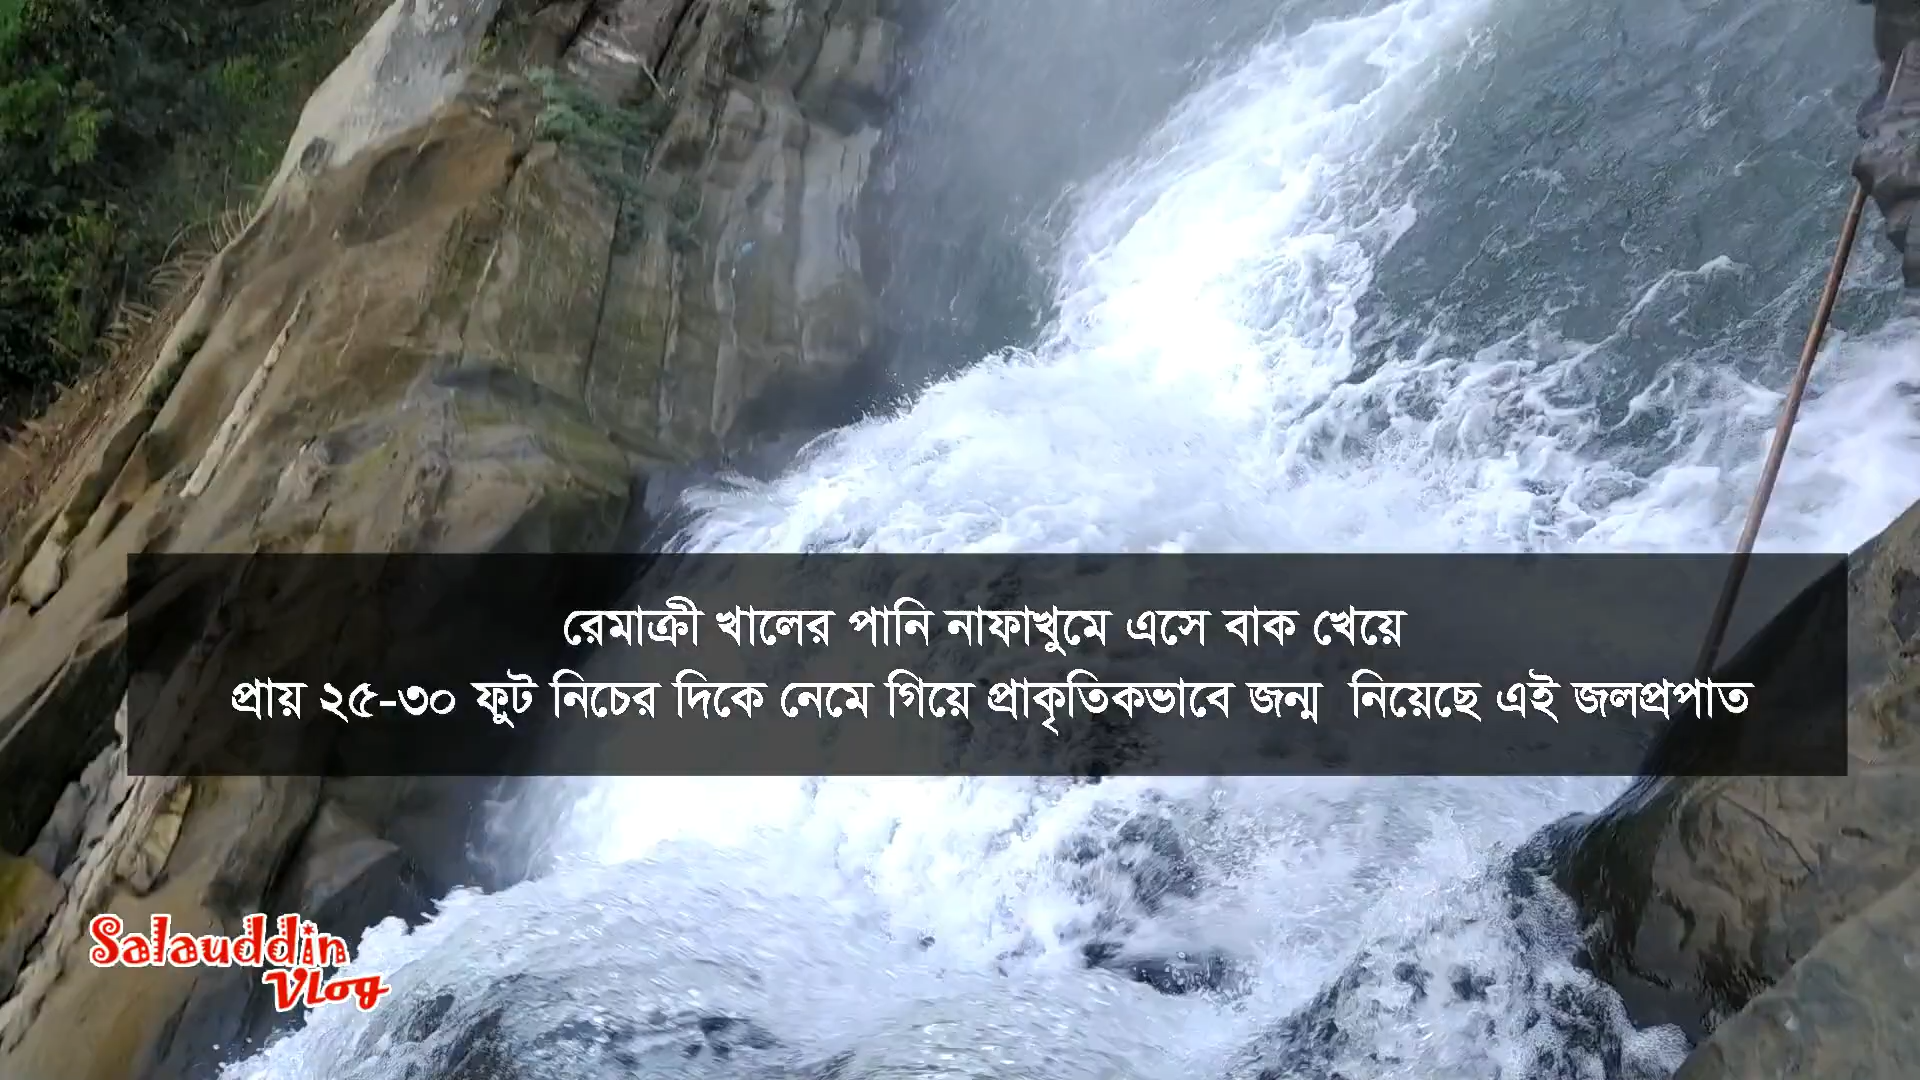 রেমাক্রী খালের পানি নাফাখুমে এসে বাক খেয়ে
প্রায় ২৫-৩০ ফুট নিচের দিকে নেমে গিয়ে প্রাকৃতিকভাবে জন্ম নিয়েছে এই জলপ্রপাত
Salauddin
Vlog